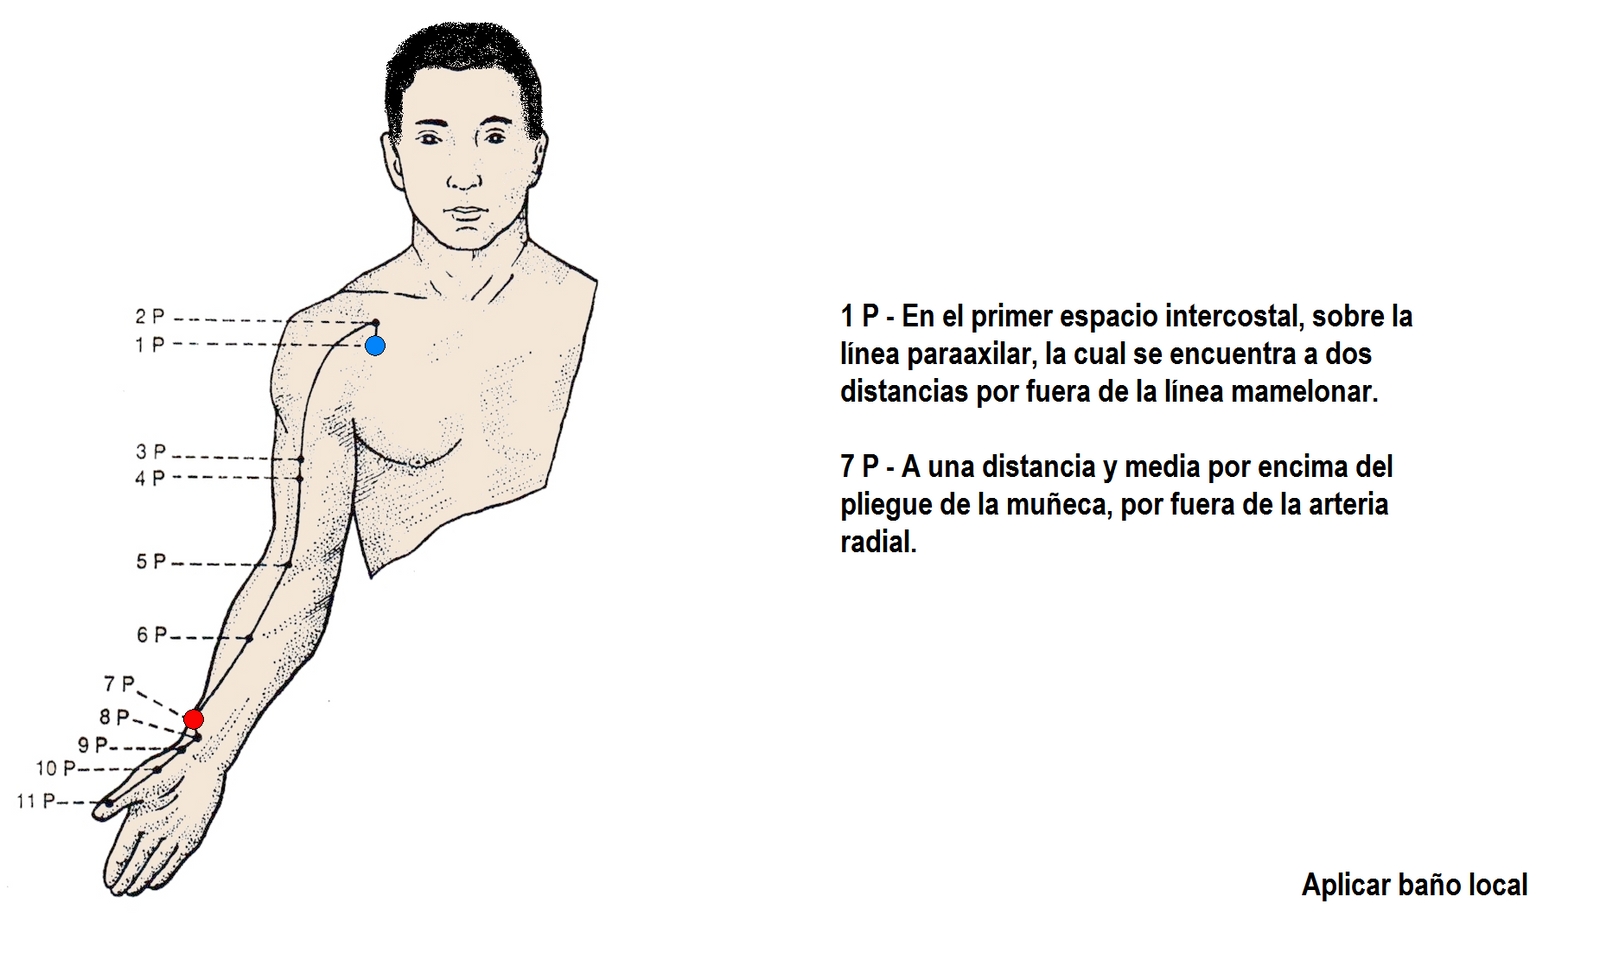 2 P
1 P
3 P
4 P
5 P
6 P
7 P
8 P
9 P
10 P
11 P
1 P - En el primer espacio intercostal, sobre la
línea paraaxilar, la cual se encuentra a dos
distancias por fuera de la línea mamelonar.
7 P - A una distancia y media por encima del
pliegue de la muñeca, por fuera de la arteria
radial.
Aplicar baño local